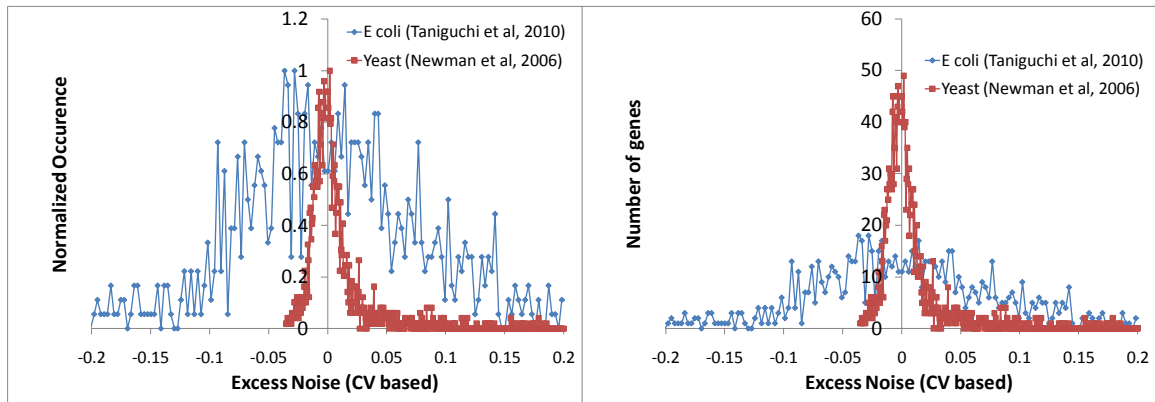 1.2
1
0.8
0.6
0.4
0.2
0
-0.2 -0.15 -0.1 -0.05 0 0.05 0.1 0.15 0.2
Normalized Occurence
Excess Noise (CV based)
E coli (Taniguchi et al, 2010)
Yeast (Newman et al, 2006)
60
50
40
30
20
10
0
-0.2 -0.15 -0.1 -0.05 0 0.05 0.1 0.15 0.2
Number of genes
Excess Noise (CV based)
E coli (Taniguchi et al, 2010)
Yeast (Newman et al, 2006)